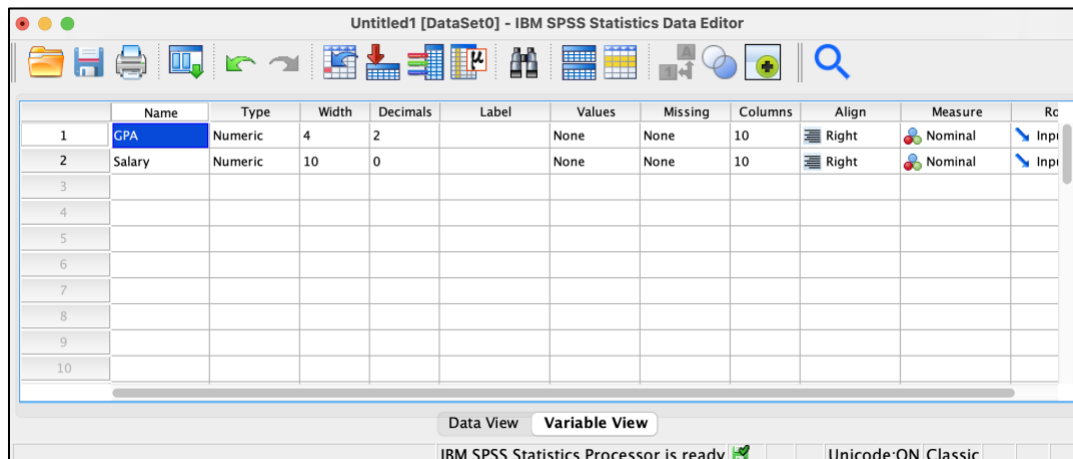 Untitled1 [DataSet0] - IBM SPSS Statistics Data Editor
Name Type Width Decimals Label Values Missing Columns Align Measure
1 GPA Numeric 4 2 None None 10 Right Nominal
2 Salary Numeric 10 0 None None 10 Right Nominal
3
4
5
6
7
8
9
10
Data View Variable View
IBM SPSS Statistics Processor is ready Unicode:ON Classic